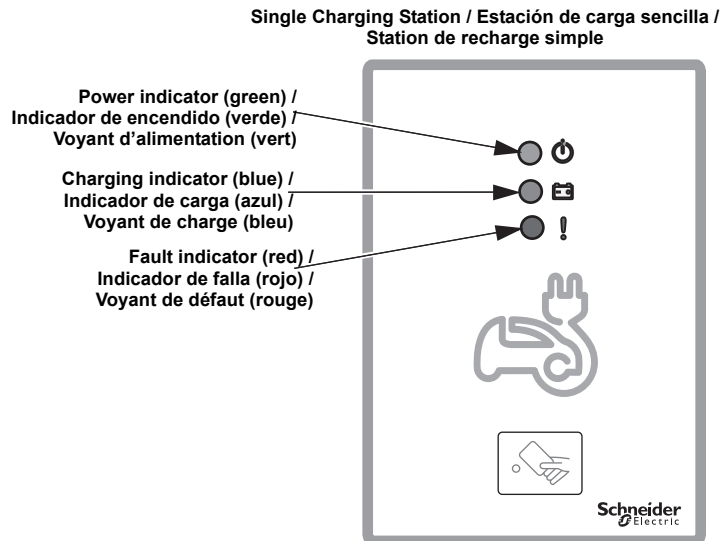 Single Charging Station / Estación de carga sencilla /
Station de recharge simple
Power indicator (green) /
Indicador de encendido (verde) /
Voyant d'alimentation (vert)
Charging indicator (blue) /
Indicador de carga (azul) /
Voyant de charge (bleu)
Fault indicator (red) /
Indicador de falla (rojo) /
Voyant de défaut (rouge)
Schneider
Electric